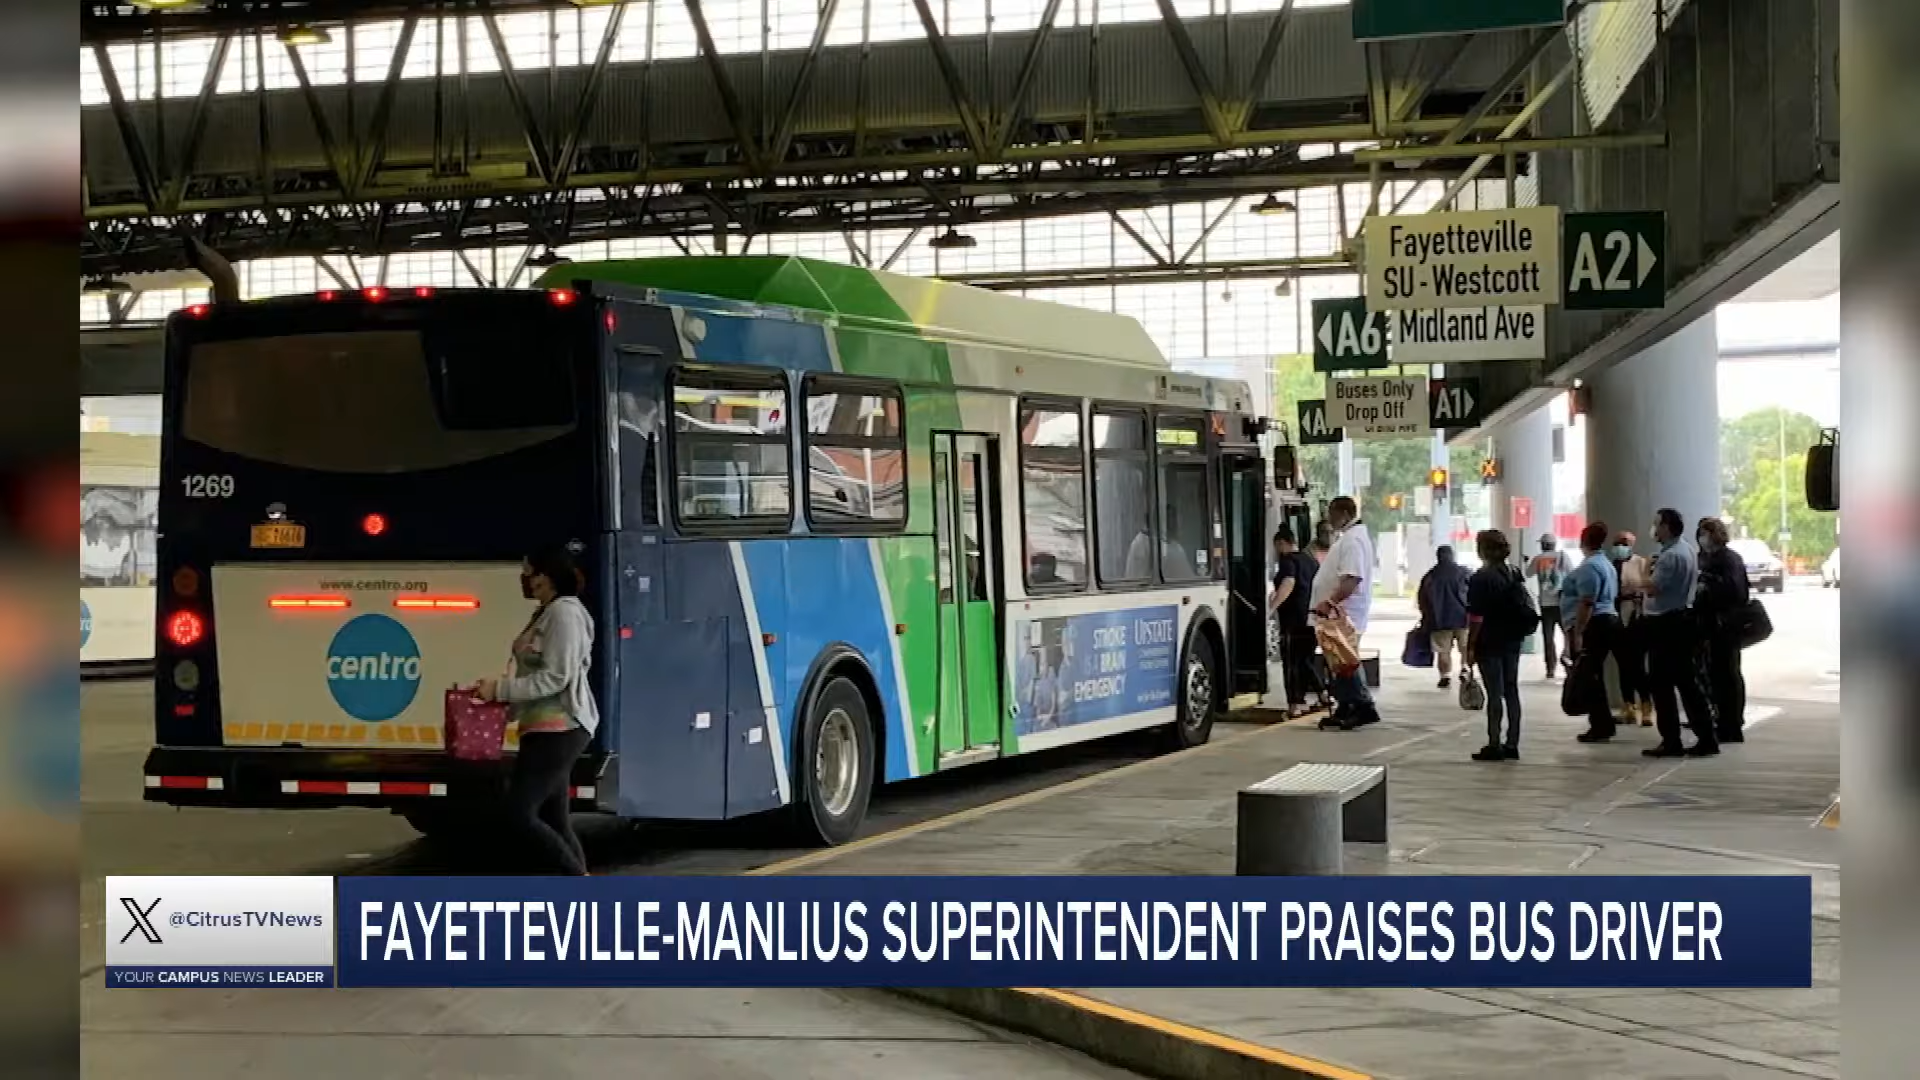 Fayetteville
SU - Westcott
A2
A6
Midland Ave
Buses Only
Drop Off
A1
1269
www.centro.org
centro
STROKE
IS A BRAIN
EMERGENCY
UPSTATE
@CitrusTVNews
YOUR CAMPUS NEWS LEADER
FAYETTEVILLE-MANLIUS SUPERINTENDENT PRAISES BUS DRIVER